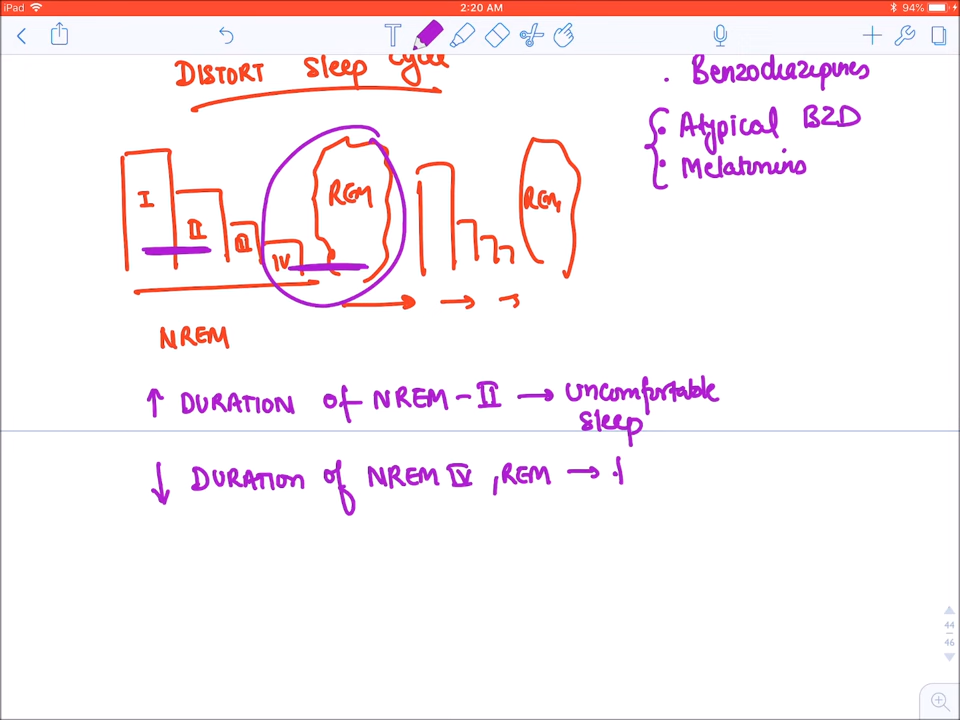 iPad
2:20 AM
94%
T
DISTORT Sleep Cycle
. Benzodiazepines
• Atypical BZD
• Melatonins
I
II
III
IV
REM
REM
NREM
↑ DURATION of NREM - II → Uncomfortable
Sleep
↓ DURATION of NREM IV , REM →
44
46